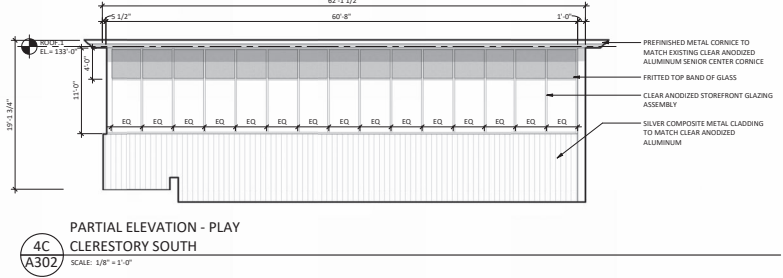 62'-1 1/2"
5 1/2"
60'-8"
1'-0"
ROOF.1
EL.= 133'-0"
4'-0"
11'-0"
19'-1 3/4"
EQ EQ EQ EQ EQ EQ EQ EQ EQ EQ EQ EQ EQ EQ EQ
PREFINISHED METAL CORNICE TO
MATCH EXISTING CLEAR ANODIZED
ALUMINUM SENIOR CENTER CORNICE
FRITTED TOP BAND OF GLASS
CLEAR ANODIZED STOREFRONT GLAZING
ASSEMBLY
SILVER COMPOSITE METAL CLADDING
TO MATCH CLEAR ANODIZED
ALUMINUM
PARTIAL ELEVATION - PLAY
CLERESTORY SOUTH
4C
A302
SCALE: 1/8" = 1'-0"